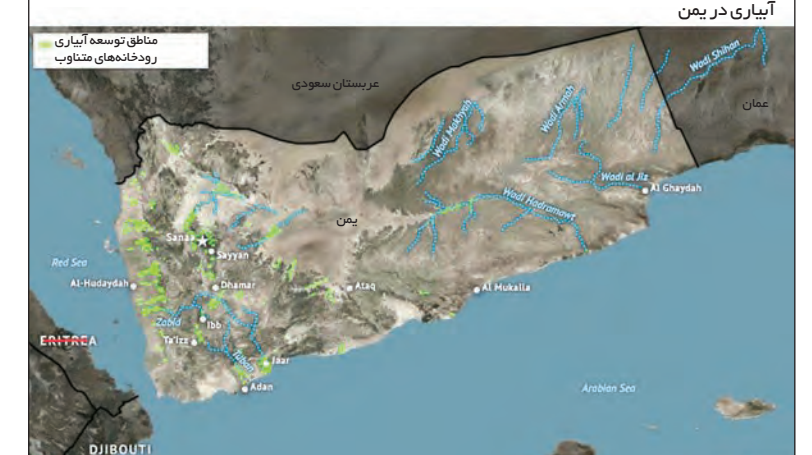 آبیاری در یمن
مناطق توسعه آبیاری
رودخانه‌های متناوب
عربستان سعودی
عمان
یمن
Wadi Shihan
Wadi Makhyah
Wadi Armah
Wadi al Jiz
Al Ghaydah
Wadi Hadramawt
Sanaa
Sayyan
Red Sea
Al-Hudaydah
Dhamar
Ataq
Al Mukalla
Zabid
Ibb
ERITREA
Ta'izz
Tuban
Jaar
Adan
Arabian Sea
DJIBOUTI